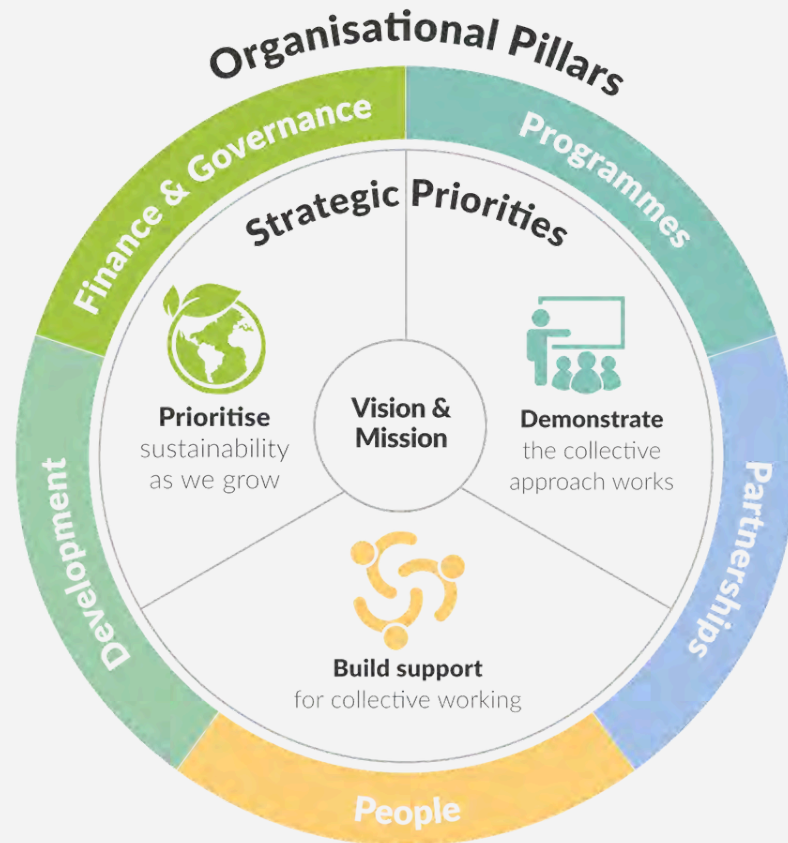 Organisational Pillars
Finance & Governance
Programmes
Strategic Priorities
Prioritise
sustainability
as we grow
Vision &
Mission
Demonstrate
the collective
approach works
Development
Partnerships
Build support
for collective working
People